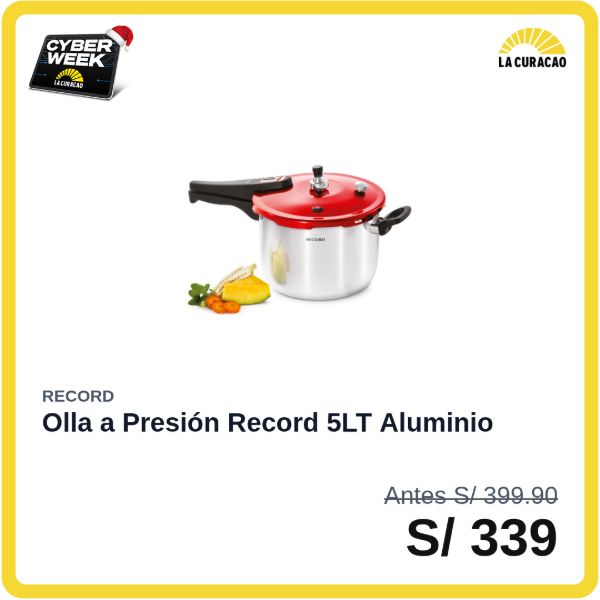 CYBER
WEEK
LA CURACAO
LA CURACAO
RECORD
RECORD
Olla a Presión Record 5LT Aluminio
Antes S/ 399.90
S/ 339